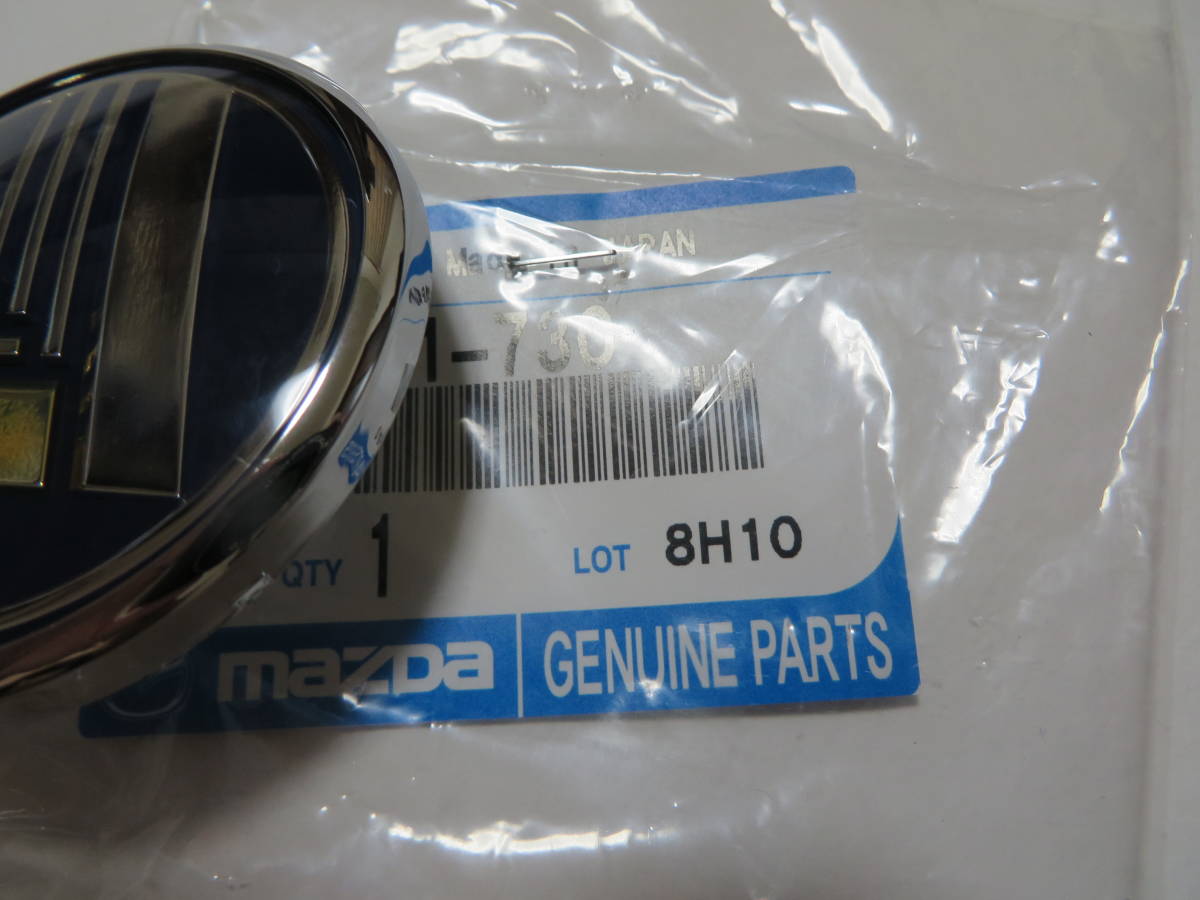 Made in JAPAN
1-730
QTY 1 LOT 8H10
mazda GENUINE PARTS